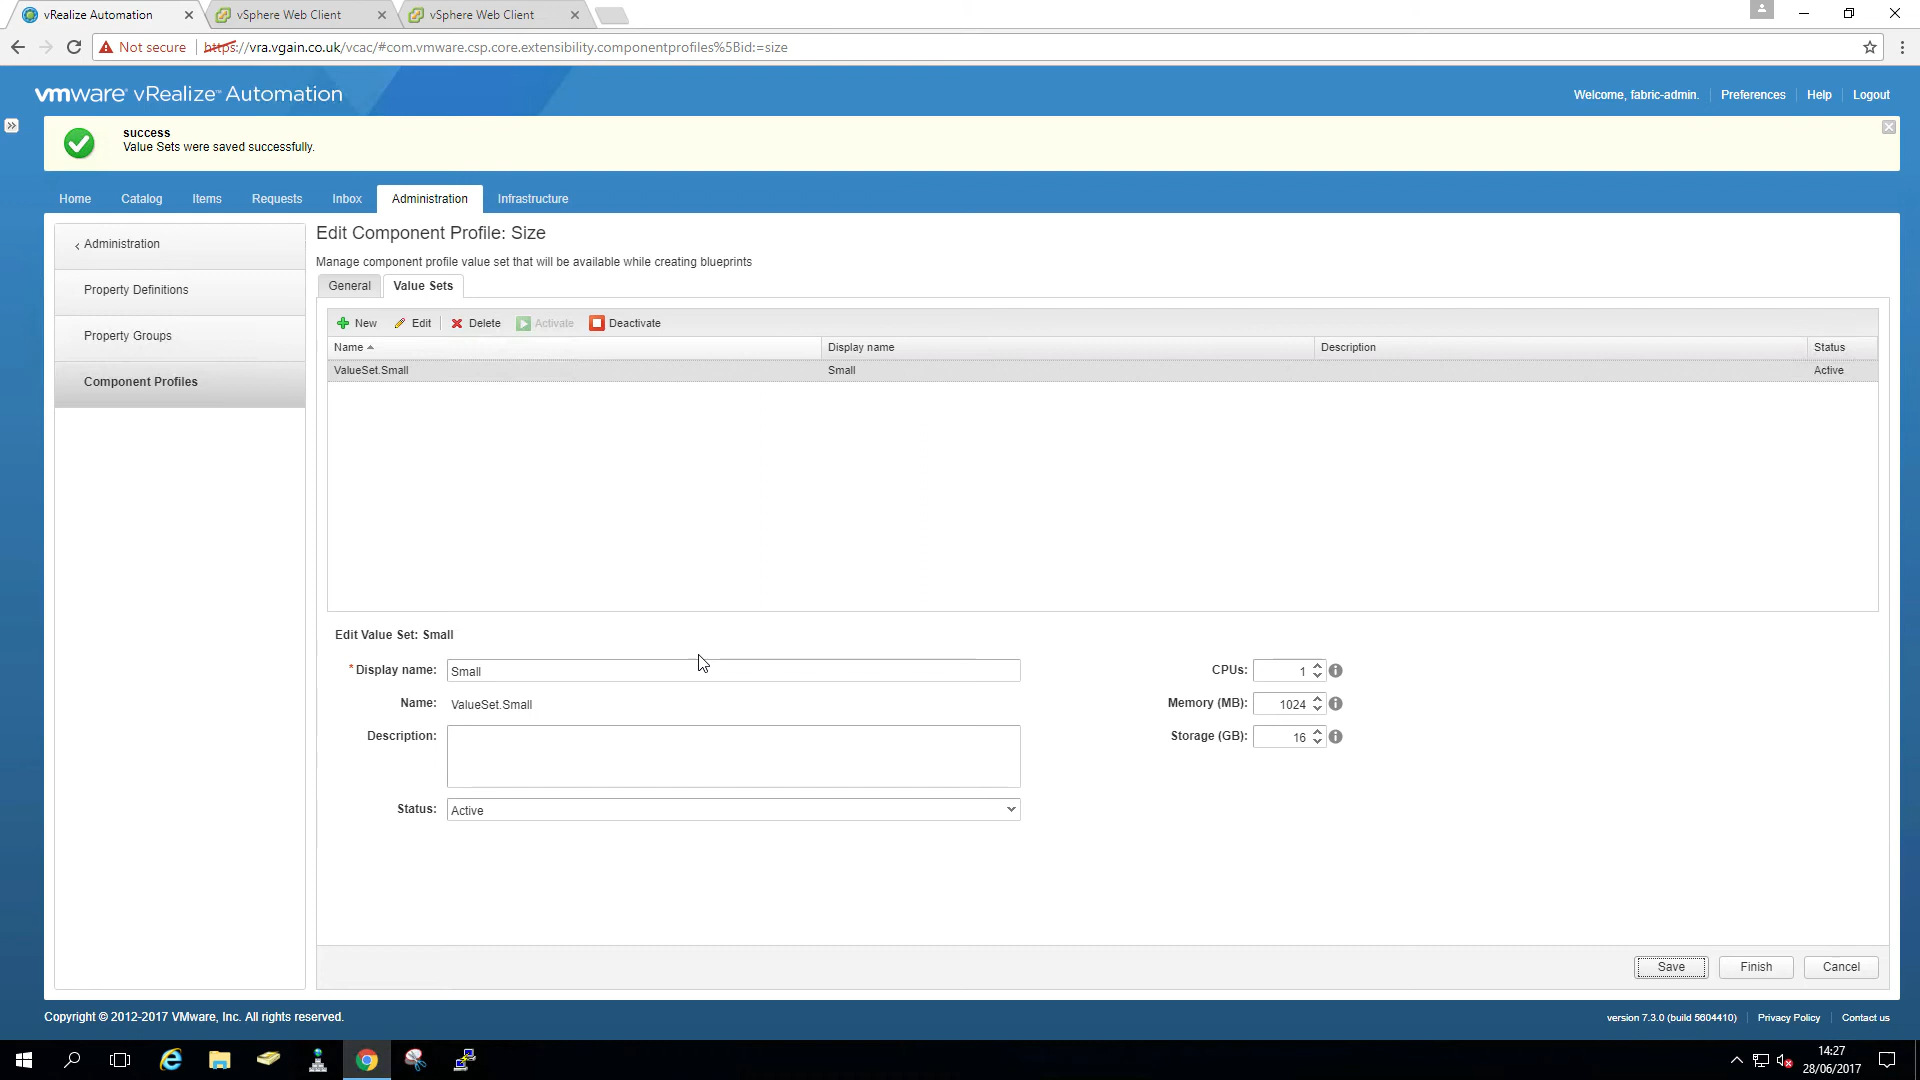 vRealize Automation
vSphere Web Client
vSphere Web Client
Not secure
https://vra.vgain.co.uk/vcac/#com.vmware.csp.core.extensibility.componentprofiles%5Bid:=size
vmware vRealize Automation
Welcome, fabric-admin.
Preferences
Help
Logout
success
Value Sets were saved successfully.
Home
Catalog
Items
Requests
Inbox
Administration
Infrastructure
Administration
Property Definitions
Property Groups
Component Profiles
Edit Component Profile: Size
Manage component profile value set that will be available while creating blueprints
General
Value Sets
New
Edit
Delete
Activate
Deactivate
Name
Display name
Description
Status
ValueSet.Small
Small
Active
Edit Value Set: Small
*Display name: Small
Name: ValueSet.Small
Description:
Status: Active
CPUs: 1
Memory (MB): 1024
Storage (GB): 16
Save
Finish
Cancel
Copyright © 2012-2017 VMware, Inc. All rights reserved.
version 7.3.0 (build 5604410)
Privacy Policy
Contact us
14:27
28/06/2017